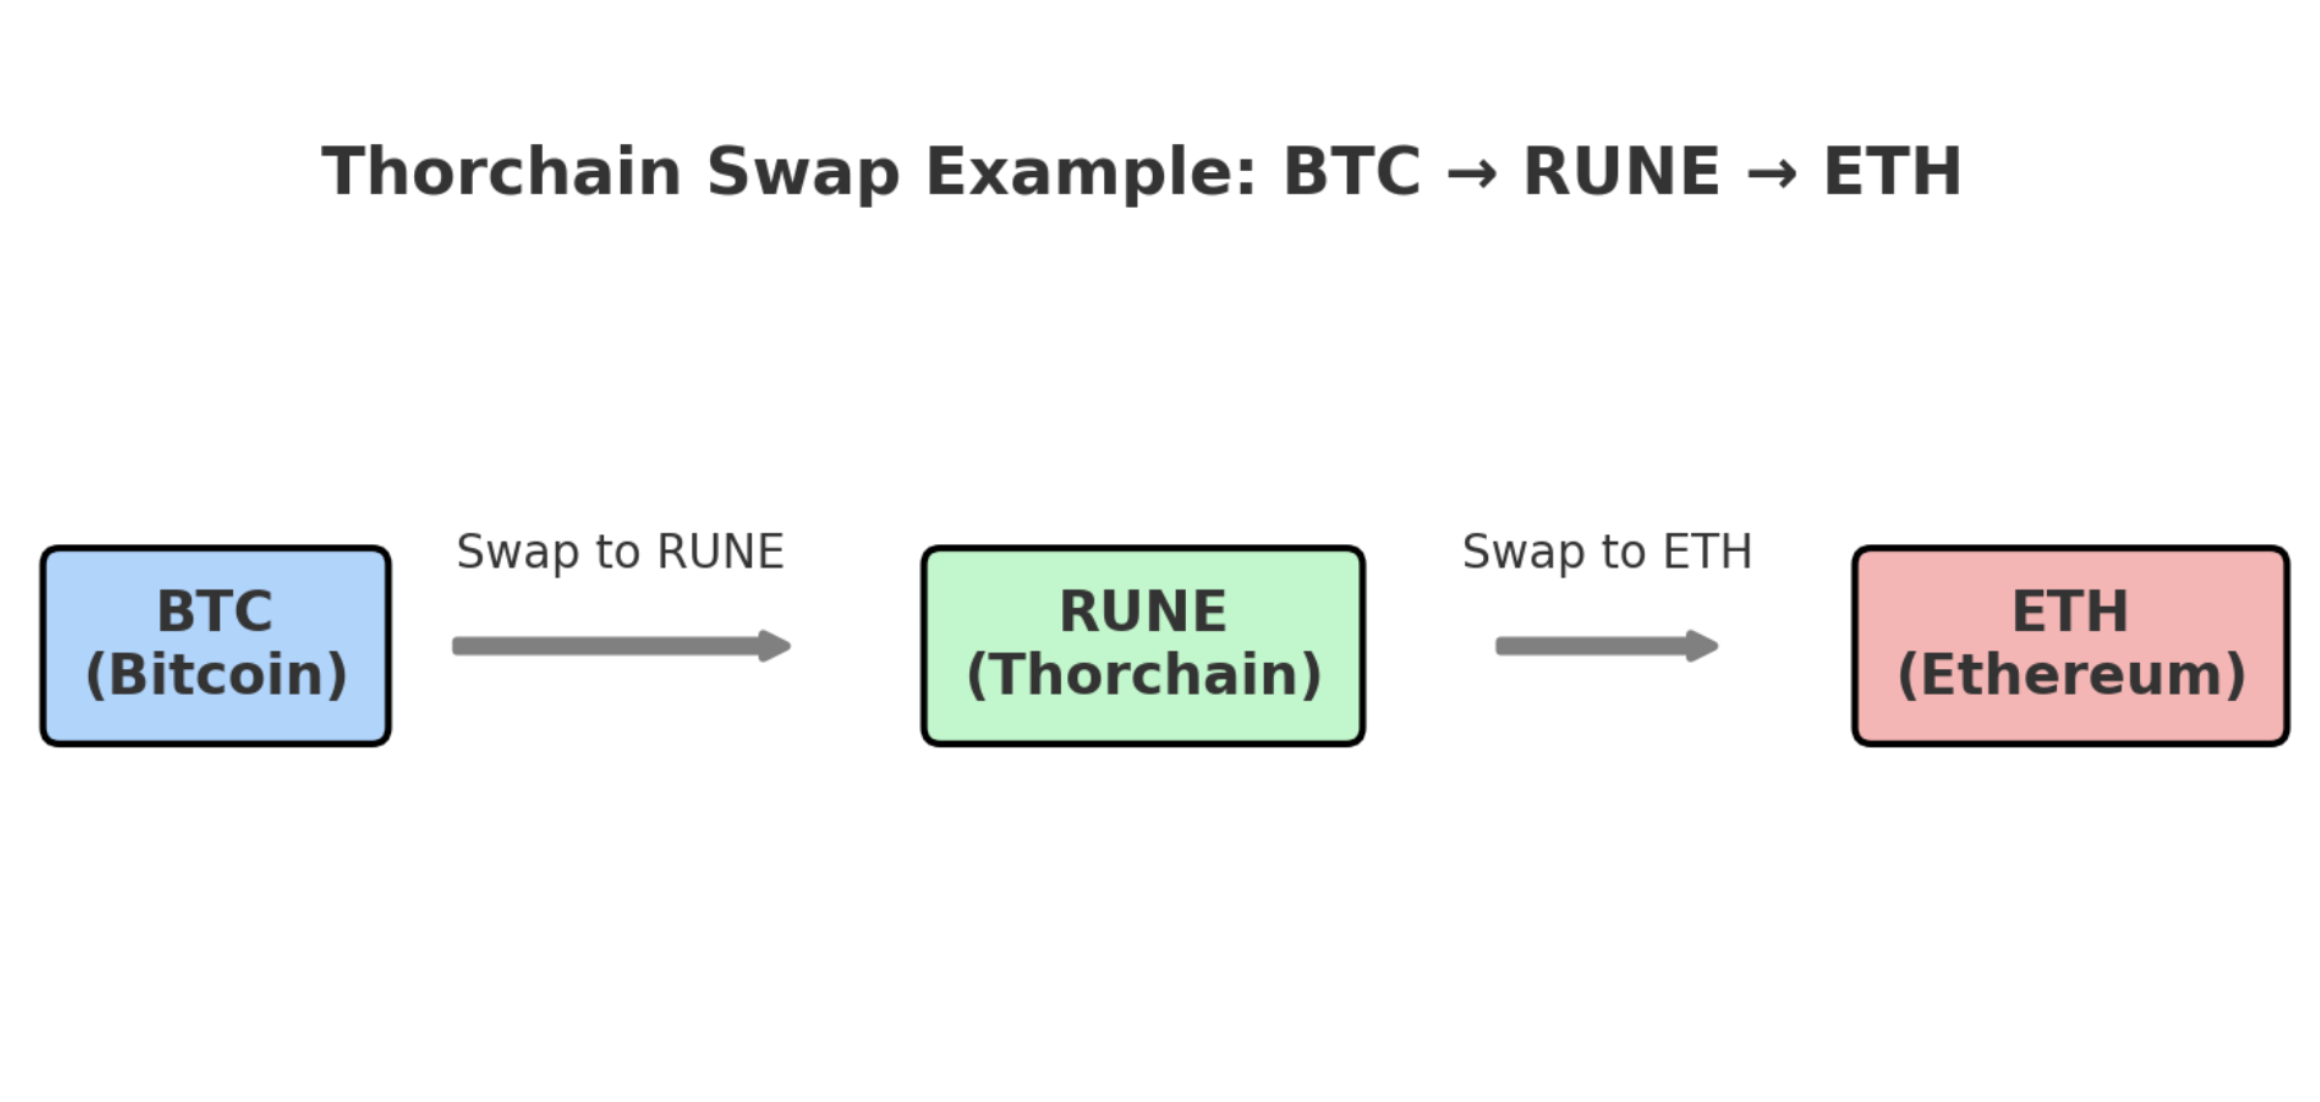 Thorchain Swap Example: BTC → RUNE → ETH
BTC
(Bitcoin)
Swap to RUNE
RUNE
(Thorchain)
Swap to ETH
ETH
(Ethereum)